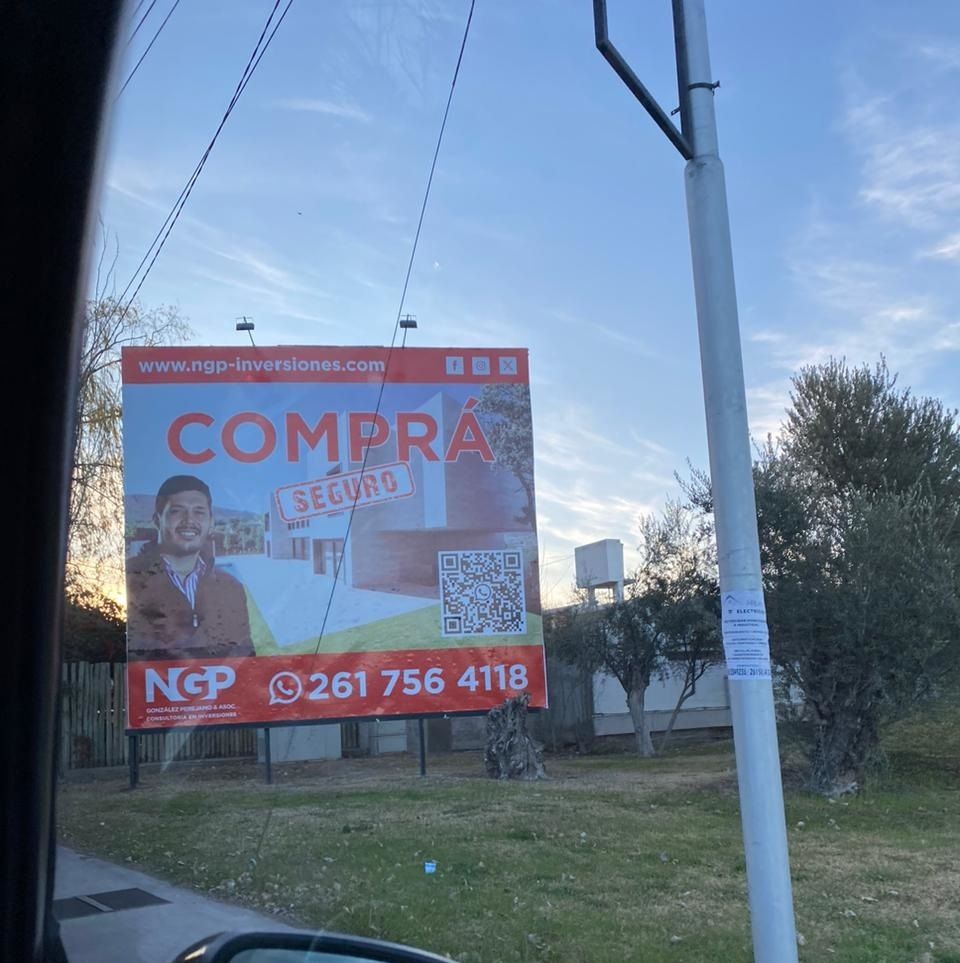 www.ngp-inversiones.com
COMPRÁ
SEGURO
NGP
GONZÁLEZ PEREJANO & ASOC.
CONSULTORÍA EN INVERSIONES
261 756 4118